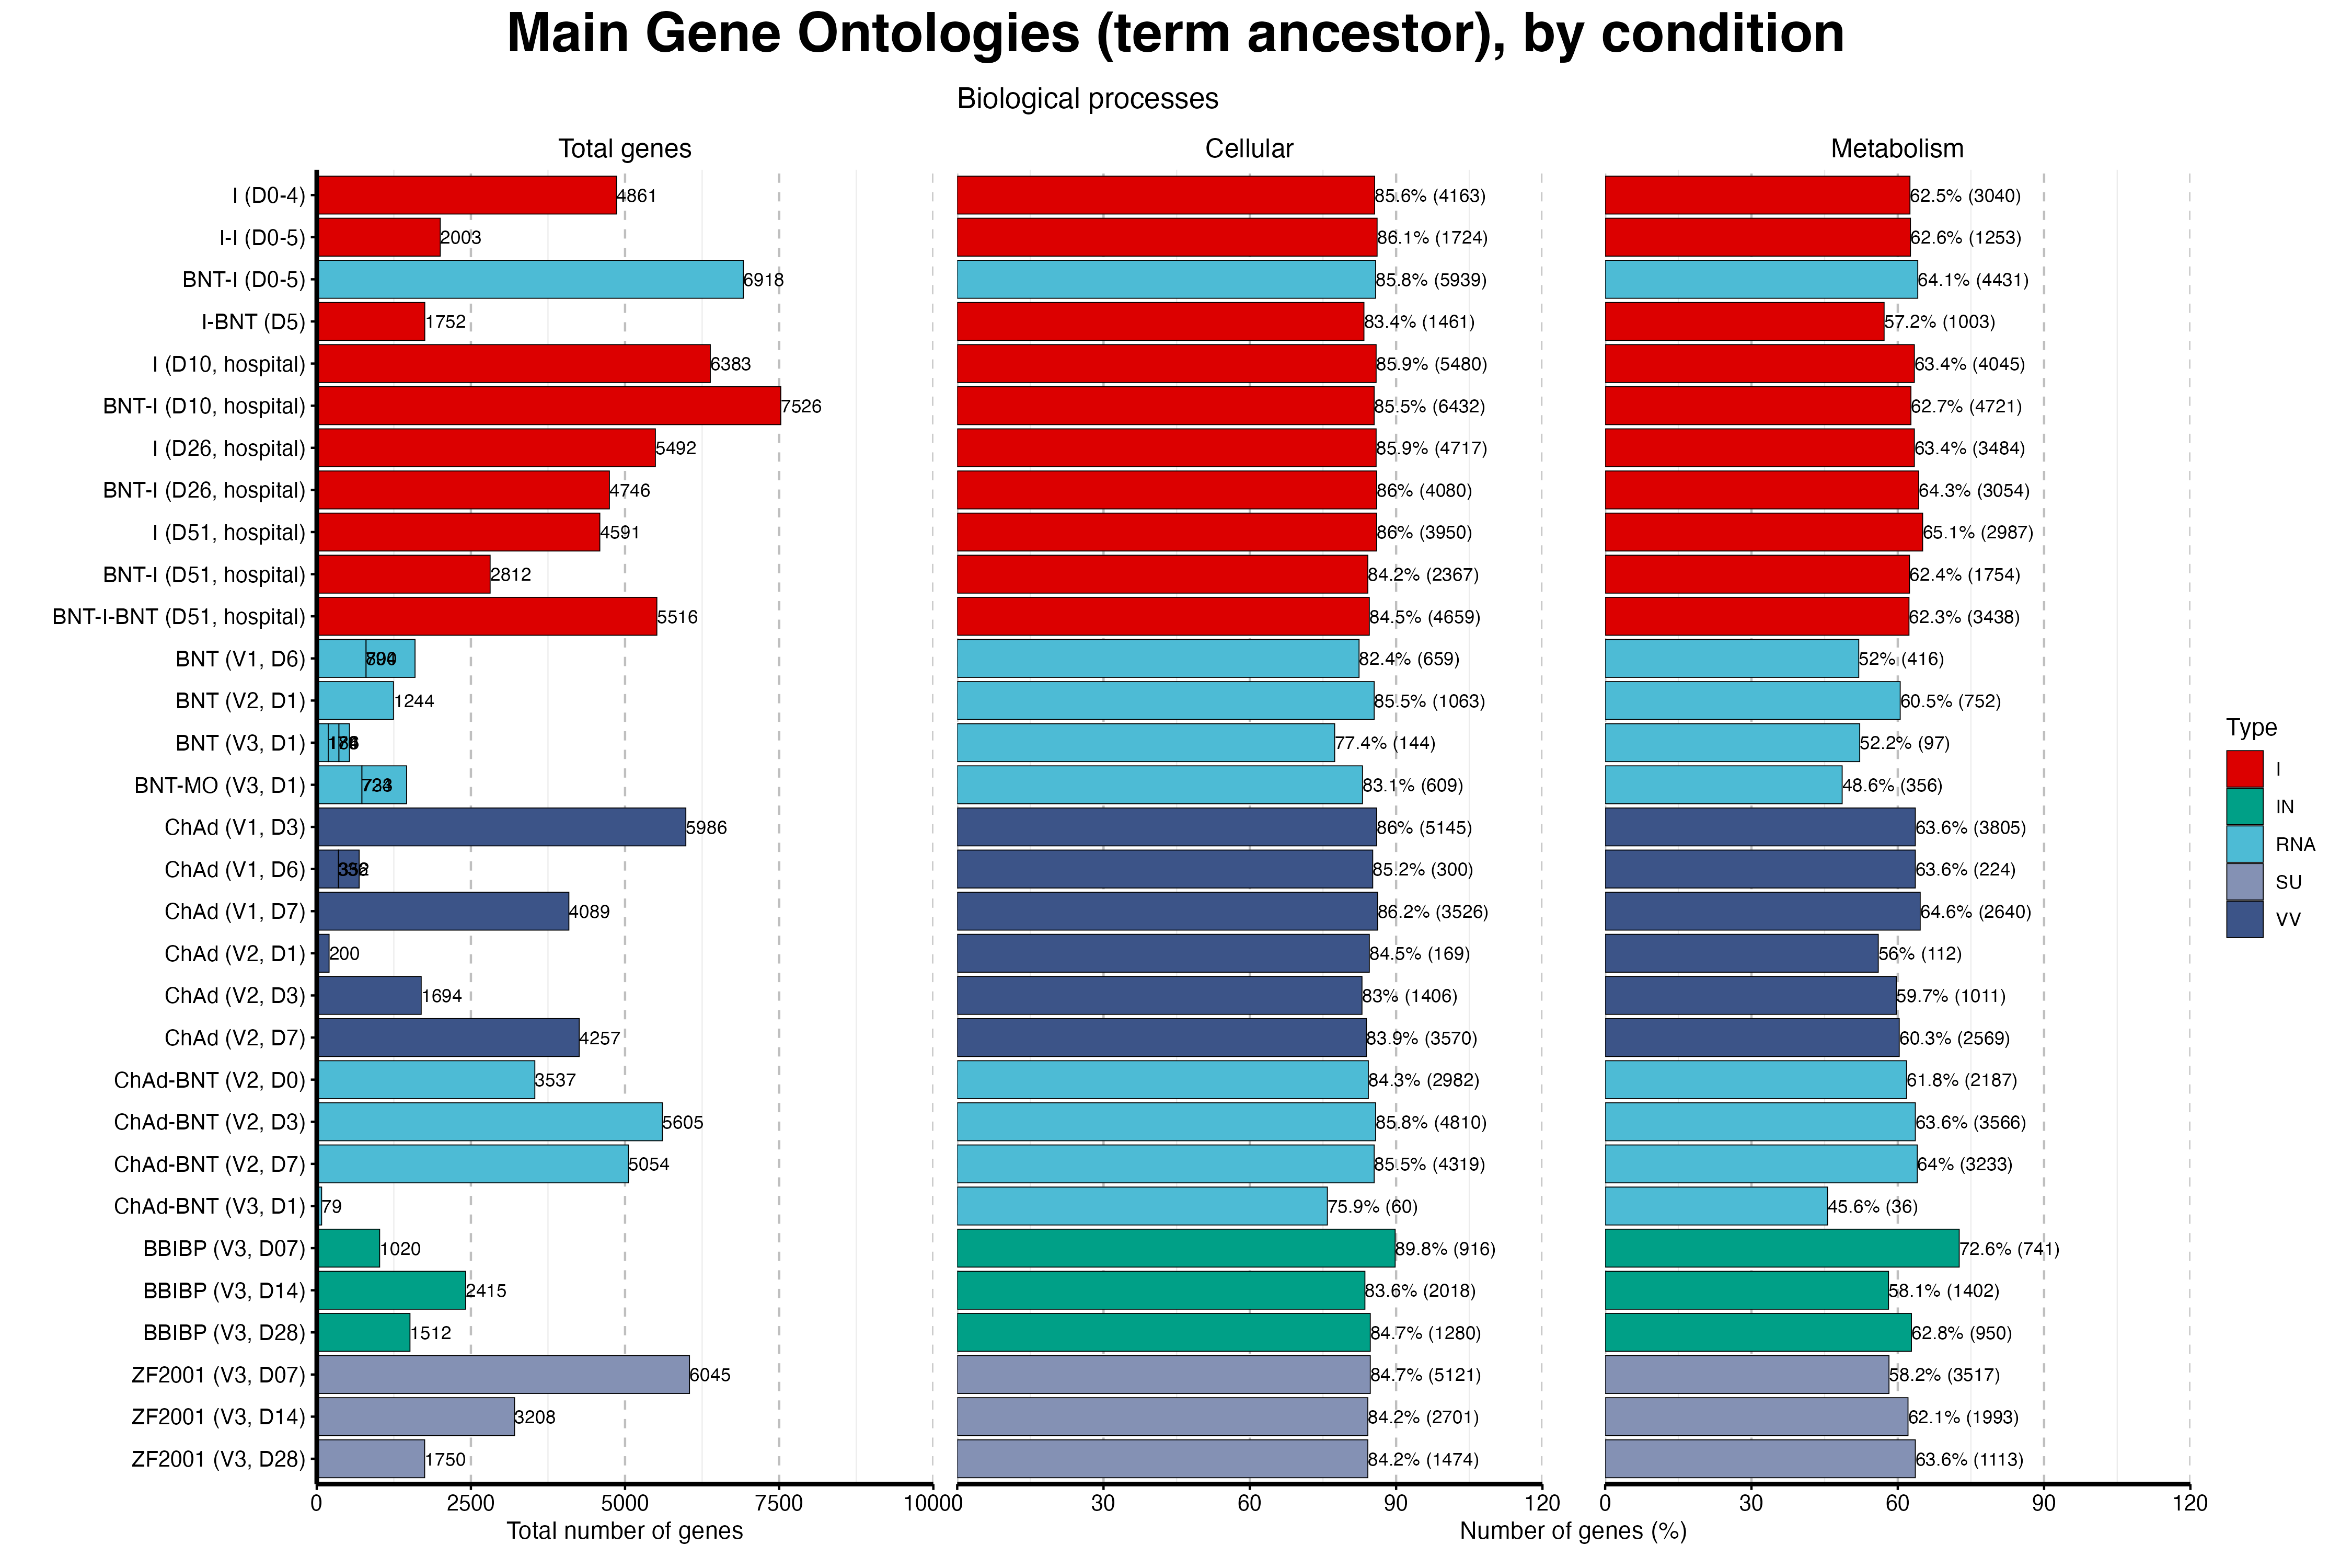 Main Gene Ontologies (term ancestor), by condition
Biological processes
Total genes Cellular Metabolism
I (D0-4) 4861 85.6% (4163) 62.5% (3040)
I-I (D0-5) 2003 86.1% (1724) 62.6% (1253)
BNT-I (D0-5) 6918 85.8% (5939) 64.1% (4431)
I-BNT (D5) 1752 83.4% (1461) 57.2% (1003)
I (D10, hospital) 6383 85.9% (5480) 63.4% (4045)
BNT-I (D10, hospital) 7526 85.5% (6432) 62.7% (4721)
I (D26, hospital) 5492 85.9% (4717) 63.4% (3484)
BNT-I (D26, hospital) 4746 86% (4080) 64.3% (3054)
I (D51, hospital) 4591 86% (3950) 65.1% (2987)
BNT-I (D51, hospital) 2812 84.2% (2367) 62.4% (1754)
BNT-I-BNT (D51, hospital) 5516 84.5% (4659) 62.3% (3438)
BNT (V1, D6) 82.4% (659) 52% (416)
BNT (V2, D1) 1244 85.5% (1063) 60.5% (752)
BNT (V3, D1) 77.4% (144) 52.2% (97)
BNT-MO (V3, D1) 83.1% (609) 48.6% (356)
ChAd (V1, D3) 5986 86% (5145) 63.6% (3805)
ChAd (V1, D6) 85.2% (300) 63.6% (224)
ChAd (V1, D7) 4089 86.2% (3526) 64.6% (2640)
ChAd (V2, D1) 200 84.5% (169) 56% (112)
ChAd (V2, D3) 1694 83% (1406) 59.7% (1011)
ChAd (V2, D7) 4257 83.9% (3570) 60.3% (2569)
ChAd-BNT (V2, D0) 3537 84.3% (2982) 61.8% (2187)
ChAd-BNT (V2, D3) 5605 85.8% (4810) 63.6% (3566)
ChAd-BNT (V2, D7) 5054 85.5% (4319) 64% (3233)
ChAd-BNT (V3, D1) 79 75.9% (60) 45.6% (36)
BBIBP (V3, D07) 1020 89.8% (916) 72.6% (741)
BBIBP (V3, D14) 2415 83.6% (2018) 58.1% (1402)
BBIBP (V3, D28) 1512 84.7% (1280) 62.8% (950)
ZF2001 (V3, D07) 6045 84.7% (5121) 58.2% (3517)
ZF2001 (V3, D14) 3208 84.2% (2701) 62.1% (1993)
ZF2001 (V3, D28) 1750 84.2% (1474) 63.6% (1113)
0 2500 5000 7500 10000 0 30 60 90 120 0 30 60 90 120
Total number of genes Number of genes (%)
Type
I
IN
RNA
SU
VV